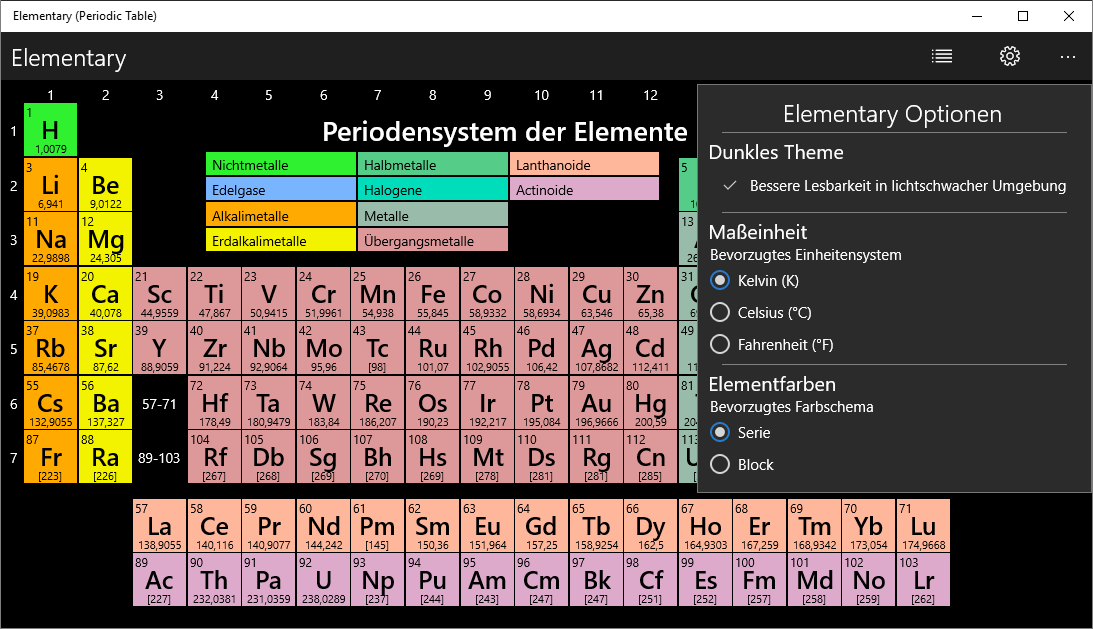 Elementary (Periodic Table)
Elementary
1 2 3 4 5 6 7 8 9 10 11 12
Periodensystem der Elemente
Nichtmetalle Halbmetalle Lanthanoide
Edelgase Halogene Actinoide
Alkalimetalle Metalle
Erdalkalimetalle Übergangsmetalle
1
1
H
1,0079
2
3 4 5
Li Be
6,941 9,0122
3
11 12 13
Na Mg
22,9898 24,305
4
19 20 21 22 23 24 25 26 27 28 29 30 31
K Ca Sc Ti V Cr Mn Fe Co Ni Cu Zn
39,0983 40,078 44,9559 47,867 50,9415 51,9961 54,938 55,845 58,9332 58,6934 63,546 65,38
5
37 38 39 40 41 42 43 44 45 46 47 48 49
Rb Sr Y Zr Nb Mo Tc Ru Rh Pd Ag Cd
85,4678 87,62 88,9059 91,224 92,9064 95,96 [98] 101,07 102,9055 106,42 107,8682 112,411
6
55 56 72 73 74 75 76 77 78 79 80 81
Cs Ba 57-71 Hf Ta W Re Os Ir Pt Au Hg
132,9055 137,327 178,49 180,9479 183,84 186,207 190,23 192,217 195,084 196,9666 200,59
7
87 88 104 105 106 107 108 109 110 111 112
Fr Ra 89-103 Rf Db Sg Bh Hs Mt Ds Rg Cn
[223] [226] [267] [268] [269] [270] [269] [278] [281] [281] [285]
57 58 59 60 61 62 63 64 65 66 67 68 69 70 71
La Ce Pr Nd Pm Sm Eu Gd Tb Dy Ho Er Tm Yb Lu
138,9055 140,116 140,9077 144,242 [145] 150,36 151,964 157,25 158,9254 162,5 164,9303 167,259 168,9342 173,054 174,9668
89 90 91 92 93 94 95 96 97 98 99 100 101 102 103
Ac Th Pa U Np Pu Am Cm Bk Cf Es Fm Md No Lr
[227] 232,0381 231,0359 238,0289 [237] [244] [243] [247] [247] [251] [252] [257] [258] [259] [262]
Elementary Optionen
Dunkles Theme
Bessere Lesbarkeit in lichtschwacher Umgebung
Maßeinheit
Bevorzugtes Einheitensystem
Kelvin (K)
Celsius (°C)
Fahrenheit (°F)
Elementfarben
Bevorzugtes Farbschema
Serie
Block